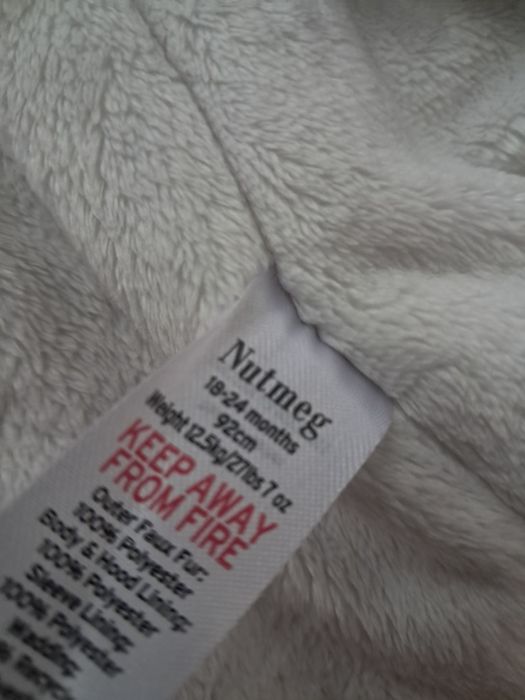 Nutmeg
18-24 months
92cm
Weight 12.5kg/27lbs 7 oz
KEEP AWAY
FROM FIRE
Outer Faux Fur:
100% Polyester
Body & Hood Lining:
100% Polyester
Sleeve Lining:
100% Polyester
Wadding: